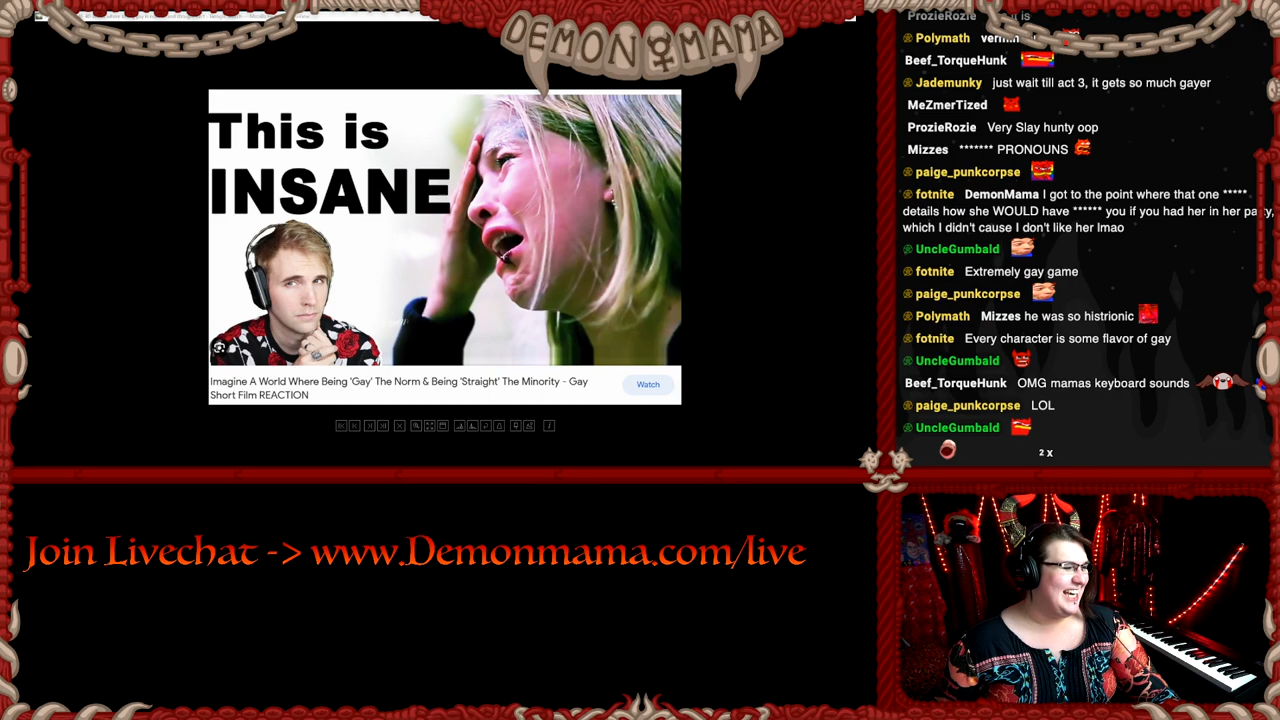 DEMON MAMA
This is
INSANE
Imagine A World Where Being 'Gay' The Norm & Being 'Straight' The Minority - Gay
Short Film REACTION
Watch
Join Livechat -> www.Demonmama.com/live
ProzieRozie is
Polymath
Beef_TorqueHunk
Jademunky just wait till act 3, it gets so much gayer
MeZmerTized
ProzieRozie Very Slay hunty oop
Mizzes ******* PRONOUNS
paige_punkcorpse
fotnite DemonMama I got to the point where that one *****
details how she WOULD have ****** you if you had her in her party,
which I didn't cause I don't like her lmao
UncleGumbald
fotnite Extremely gay game
paige_punkcorpse
Polymath Mizzes he was so histrionic
fotnite Every character is some flavor of gay
UncleGumbald
Beef_TorqueHunk OMG mamas keyboard sounds
paige_punkcorpse LOL
UncleGumbald
2 x